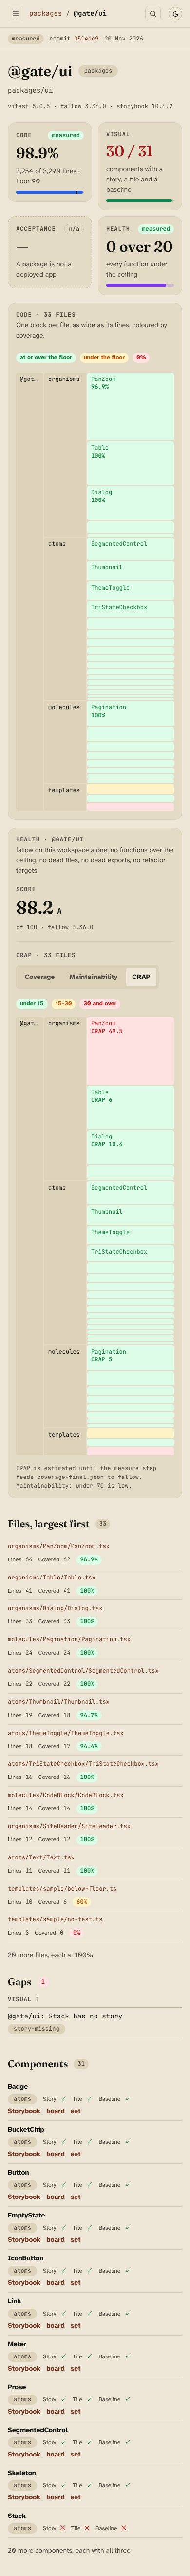 packages / @gate/ui
measured commit 0514dc9 20 Nov 2026
@gate/ui packages
packages/ui
vitest 5.0.5 · fallow 3.36.0 · storybook 10.6.2
CODE measured
98.9%
3,254 of 3,290 lines ·
floor 90
VISUAL
30 / 31
components with a
story, a tile and a
baseline
ACCEPTANCE n/a
—
A package is not a
deployed app
HEALTH measured
0 over 20
every function under
the ceiling
CODE · 33 FILES
One block per file, as wide as its lines, coloured by
coverage.
at or over the floor under the floor 0%
@gat… organisms PanZoom
96.9%
Table
100%
Dialog
100%
atoms SegmentedControl
Thumbnail
ThemeToggle
TriStateCheckbox
molecules Pagination
100%
templates
HEALTH · @GATE/UI
fallow on this workspace alone: no functions over the
ceiling, no dead files, no dead exports, no refactor
targets.
SCORE
88.2 A
of 100 · fallow 3.36.0
CRAP · 33 FILES
Coverage Maintainability CRAP
under 15 15–30 30 and over
@gat… organisms PanZoom
CRAP 49.5
Table
CRAP 6
Dialog
CRAP 10.4
atoms SegmentedControl
Thumbnail
ThemeToggle
TriStateCheckbox
molecules Pagination
CRAP 5
templates
CRAP is estimated until the measure step
feeds coverage-final.json to fallow.
Maintainability: under 70 is low.
Files, largest first 33
organisms/PanZoom/PanZoom.tsx
Lines 64 Covered 62 96.9%
organisms/Table/Table.tsx
Lines 41 Covered 41 100%
organisms/Dialog/Dialog.tsx
Lines 33 Covered 33 100%
molecules/Pagination/Pagination.tsx
Lines 24 Covered 24 100%
atoms/SegmentedControl/SegmentedControl.tsx
Lines 22 Covered 22 100%
atoms/Thumbnail/Thumbnail.tsx
Lines 19 Covered 18 94.7%
atoms/ThemeToggle/ThemeToggle.tsx
Lines 18 Covered 17 94.4%
atoms/TriStateCheckbox/TriStateCheckbox.tsx
Lines 16 Covered 16 100%
molecules/CodeBlock/CodeBlock.tsx
Lines 14 Covered 14 100%
organisms/SiteHeader/SiteHeader.tsx
Lines 12 Covered 12 100%
atoms/Text/Text.tsx
Lines 11 Covered 11 100%
templates/sample/below-floor.ts
Lines 10 Covered 6 60%
templates/sample/no-test.ts
Lines 8 Covered 0 0%
20 more files, each at 100%
Gaps 1
VISUAL 1
@gate/ui: Stack has no story
story-missing
Components 31
Badge
atoms Story ✓ Tile ✓ Baseline ✓
Storybook board set
BucketChip
atoms Story ✓ Tile ✓ Baseline ✓
Storybook board set
Button
atoms Story ✓ Tile ✓ Baseline ✓
Storybook board set
EmptyState
atoms Story ✓ Tile ✓ Baseline ✓
Storybook board set
IconButton
atoms Story ✓ Tile ✓ Baseline ✓
Storybook board set
Link
atoms Story ✓ Tile ✓ Baseline ✓
Storybook board set
Meter
atoms Story ✓ Tile ✓ Baseline ✓
Storybook board set
Prose
atoms Story ✓ Tile ✓ Baseline ✓
Storybook board set
SegmentedControl
atoms Story ✓ Tile ✓ Baseline ✓
Storybook board set
Skeleton
atoms Story ✓ Tile ✓ Baseline ✓
Storybook board set
Stack
atoms Story ✕ Tile ✕ Baseline ✕
20 more components, each with all three